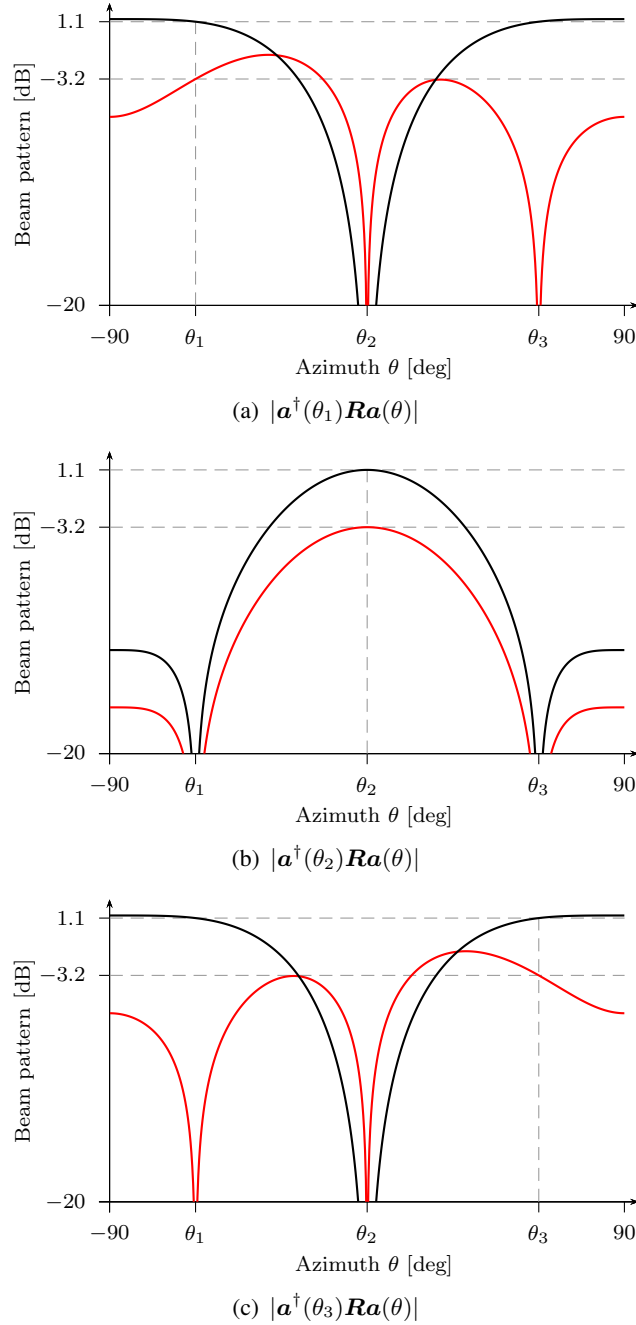 1.1
−3.2
−20
Beam pattern [dB]
−90 θ₁ θ₂ θ₃ 90
Azimuth θ [deg]
(a) |𝒂†(θ₁)𝑹𝒂(θ)|
1.1
−3.2
−20
Beam pattern [dB]
−90 θ₁ θ₂ θ₃ 90
Azimuth θ [deg]
(b) |𝒂†(θ₂)𝑹𝒂(θ)|
1.1
−3.2
−20
Beam pattern [dB]
−90 θ₁ θ₂ θ₃ 90
Azimuth θ [deg]
(c) |𝒂†(θ₃)𝑹𝒂(θ)|